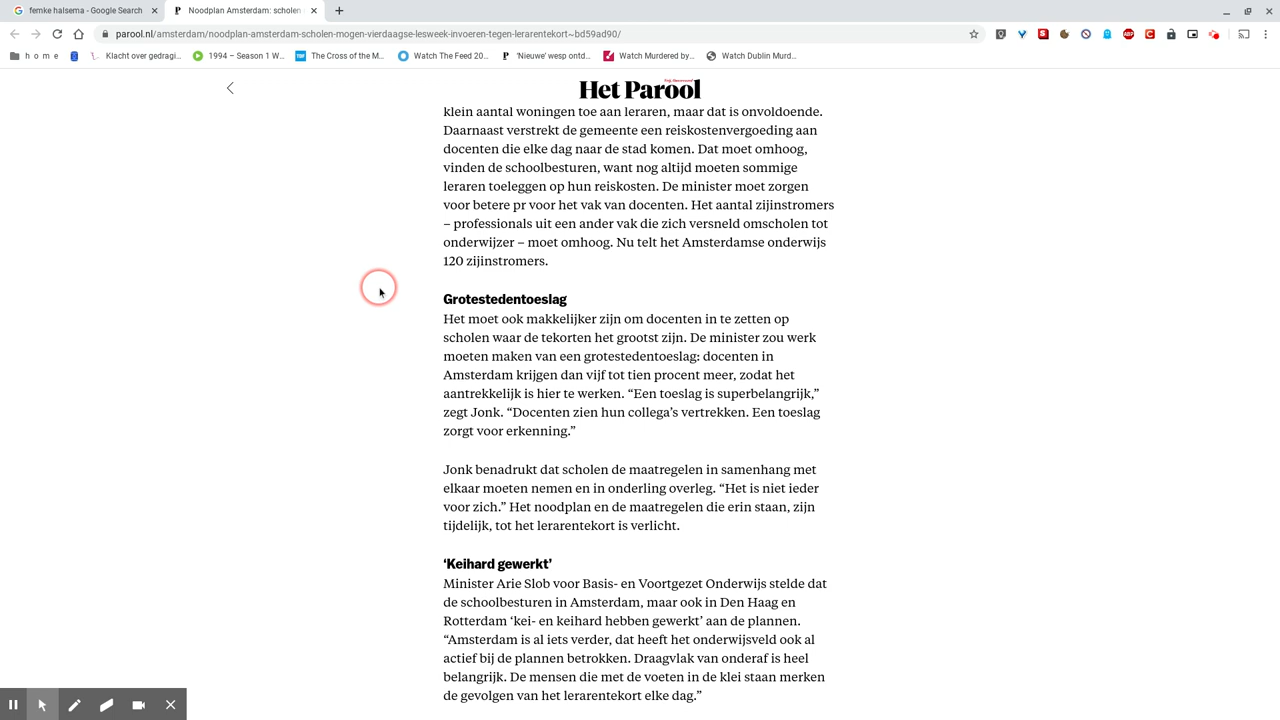 femke halsema - Google Search
Noodplan Amsterdam: scholen
parool.nl/amsterdam/noodplan-amsterdam-scholen-mogen-vierdaagse-lesweek-invoeren-tegen-lerarentekort~bd59ad90/
h o m e
Klacht over gedragi...
1994 – Season 1 W...
The Cross of the M...
Watch The Feed 20...
'Nieuwe' wesp ontd...
Watch Murdered by...
Watch Dublin Murd...
Het Parool
klein aantal woningen toe aan leraren, maar dat is onvoldoende.
Daarnaast verstrekt de gemeente een reiskostenvergoeding aan
docenten die elke dag naar de stad komen. Dat moet omhoog,
vinden de schoolbesturen, want nog altijd moeten sommige
leraren toeleggen op hun reiskosten. De minister moet zorgen
voor betere pr voor het vak van docenten. Het aantal zijinstromers
– professionals uit een ander vak die zich versneld omscholen tot
onderwijzer – moet omhoog. Nu telt het Amsterdamse onderwijs
120 zijinstromers.
Grotestedentoeslag
Het moet ook makkelijker zijn om docenten in te zetten op
scholen waar de tekorten het grootst zijn. De minister zou werk
moeten maken van een grotestedentoeslag: docenten in
Amsterdam krijgen dan vijf tot tien procent meer, zodat het
aantrekkelijk is hier te werken. “Een toeslag is superbelangrijk,”
zegt Jonk. “Docenten zien hun collega’s vertrekken. Een toeslag
zorgt voor erkenning.”
Jonk benadrukt dat scholen de maatregelen in samenhang met
elkaar moeten nemen en in onderling overleg. “Het is niet ieder
voor zich.” Het noodplan en de maatregelen die erin staan, zijn
tijdelijk, tot het lerarentekort is verlicht.
‘Keihard gewerkt’
Minister Arie Slob voor Basis- en Voortgezet Onderwijs stelde dat
de schoolbesturen in Amsterdam, maar ook in Den Haag en
Rotterdam ‘kei- en keihard hebben gewerkt’ aan de plannen.
“Amsterdam is al iets verder, dat heeft het onderwijsveld ook al
actief bij de plannen betrokken. Draagvlak van onderaf is heel
belangrijk. De mensen die met de voeten in de klei staan merken
de gevolgen van het lerarentekort elke dag.”